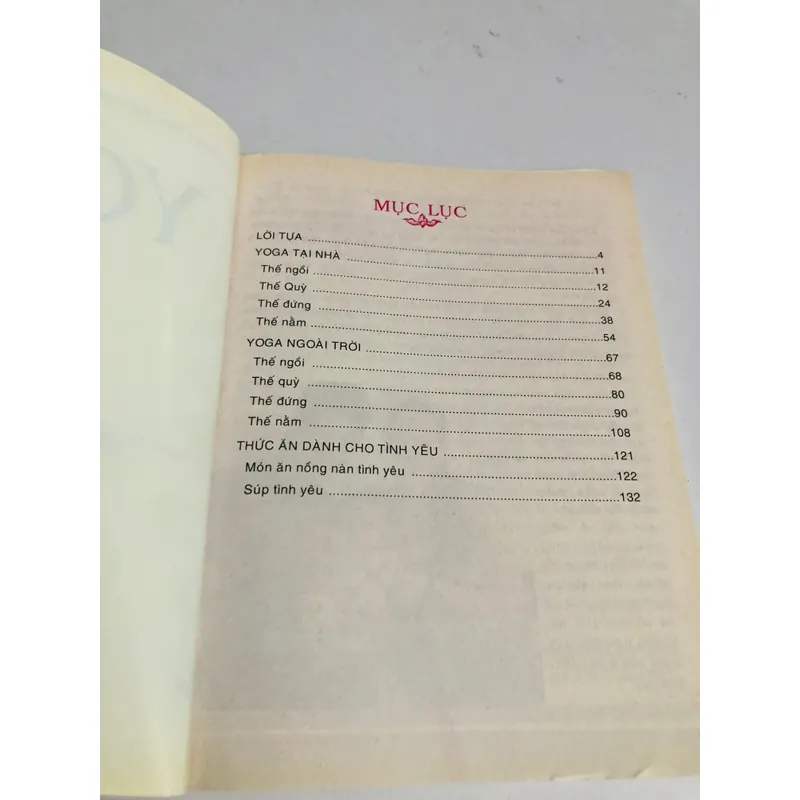 MỤC LỤC
LỜI TỰA ........ 4
YOGA TẠI NHÀ ........ 11
Thế ngồi ........ 12
Thế Quỳ ........ 24
Thế đứng ........ 38
Thế nằm ........ 54
YOGA NGOÀI TRỜI ........ 67
Thế ngồi ........ 68
Thế quỳ ........ 80
Thế đứng ........ 90
Thế nằm ........ 108
THỨC ĂN DÀNH CHO TÌNH YÊU ........ 121
Món ăn nồng nàn tình yêu ........ 122
Súp tình yêu ........ 132